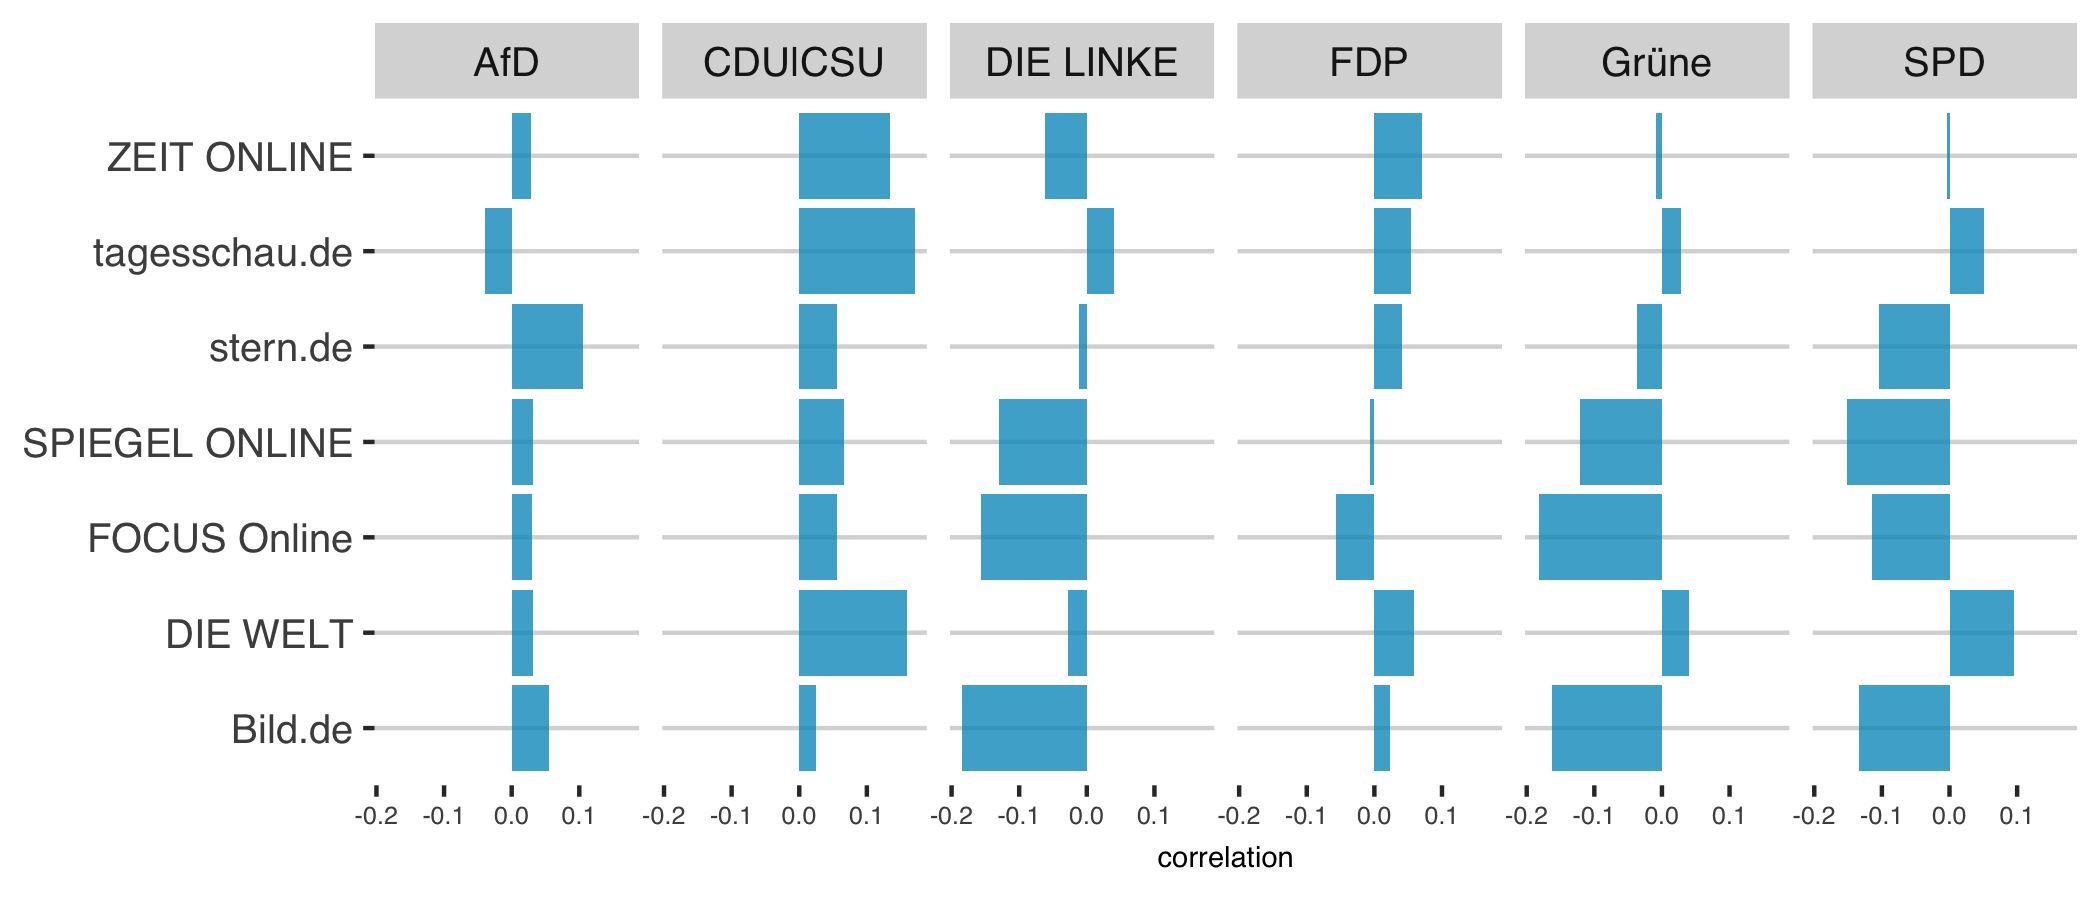 AfD CDU|CSU DIE LINKE FDP Grüne SPD
ZEIT ONLINE
tagesschau.de
stern.de
SPIEGEL ONLINE
FOCUS Online
DIE WELT
Bild.de
-0.2 -0.1 0.0 0.1 -0.2 -0.1 0.0 0.1 -0.2 -0.1 0.0 0.1 -0.2 -0.1 0.0 0.1 -0.2 -0.1 0.0 0.1 -0.2 -0.1 0.0 0.1
correlation